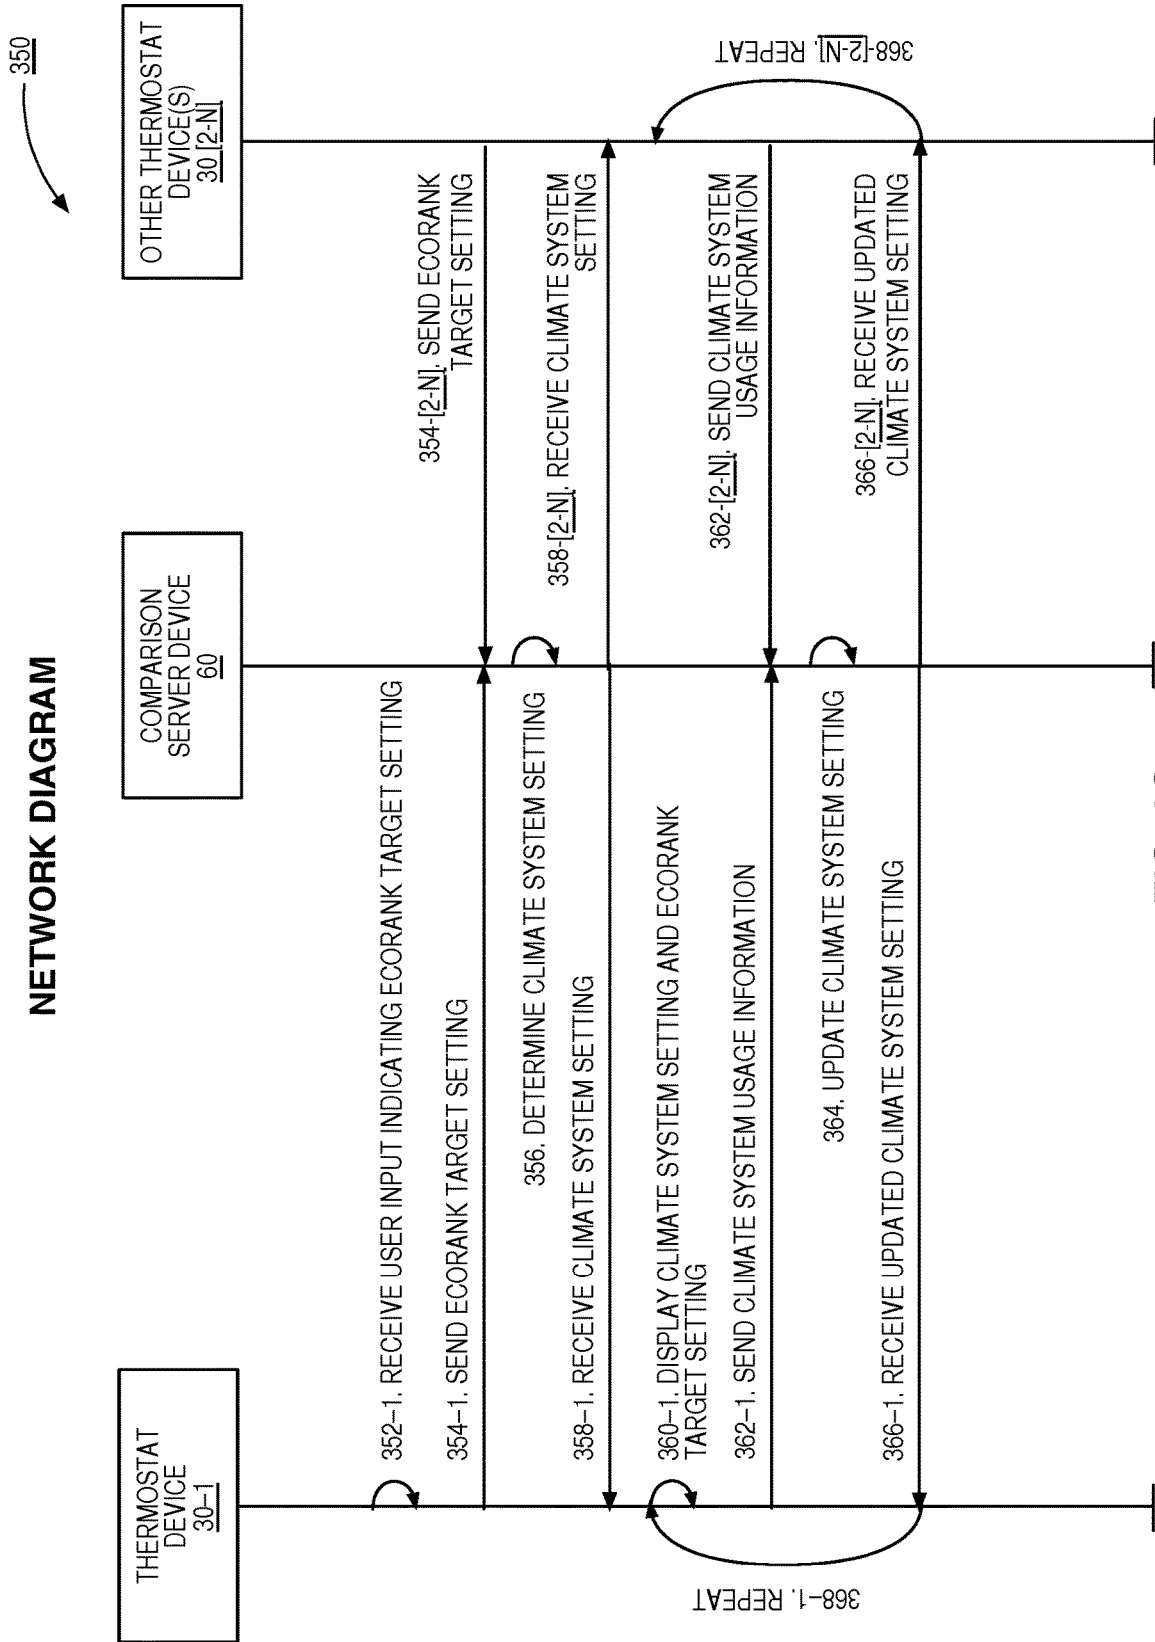 NETWORK DIAGRAM
350
THERMOSTAT
DEVICE
30–1
COMPARISON
SERVER DEVICE
60
OTHER THERMOSTAT
DEVICE(S)
30 [2-N]
352–1. RECEIVE USER INPUT INDICATING ECORANK TARGET SETTING
354–1. SEND ECORANK TARGET SETTING
354-[2-N]. SEND ECORANK
TARGET SETTING
356. DETERMINE CLIMATE SYSTEM SETTING
358–1. RECEIVE CLIMATE SYSTEM SETTING
358-[2-N]. RECEIVE CLIMATE SYSTEM
SETTING
360–1. DISPLAY CLIMATE SYSTEM SETTING AND ECORANK
TARGET SETTING
362–1. SEND CLIMATE SYSTEM USAGE INFORMATION
362-[2-N]. SEND CLIMATE SYSTEM
USAGE INFORMATION
364. UPDATE CLIMATE SYSTEM SETTING
366–1. RECEIVE UPDATED CLIMATE SYSTEM SETTING
366-[2-N]. RECEIVE UPDATED
CLIMATE SYSTEM SETTING
368–1. REPEAT
368-[2-N]. REPEAT